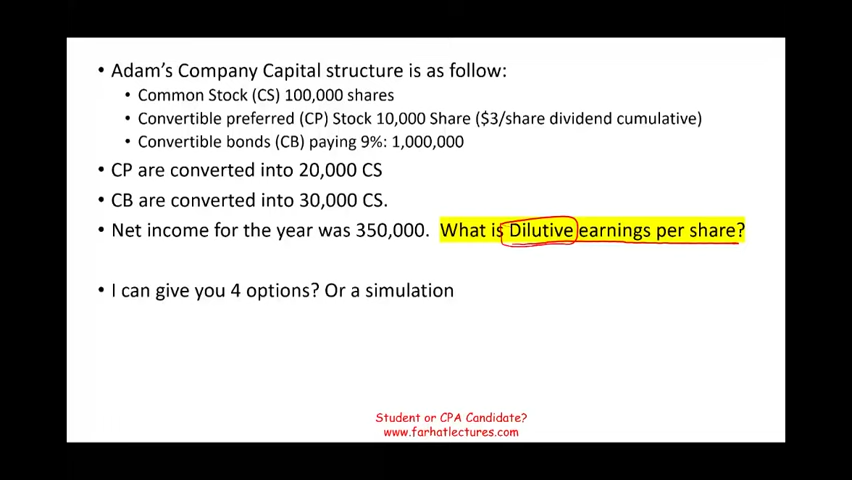 • Adam's Company Capital structure is as follow:
• Common Stock (CS) 100,000 shares
• Convertible preferred (CP) Stock 10,000 Share ($3/share dividend cumulative)
• Convertible bonds (CB) paying 9%: 1,000,000
• CP are converted into 20,000 CS
• CB are converted into 30,000 CS.
• Net income for the year was 350,000. What is Dilutive earnings per share?
• I can give you 4 options? Or a simulation
Student or CPA Candidate?
www.farhatlectures.com